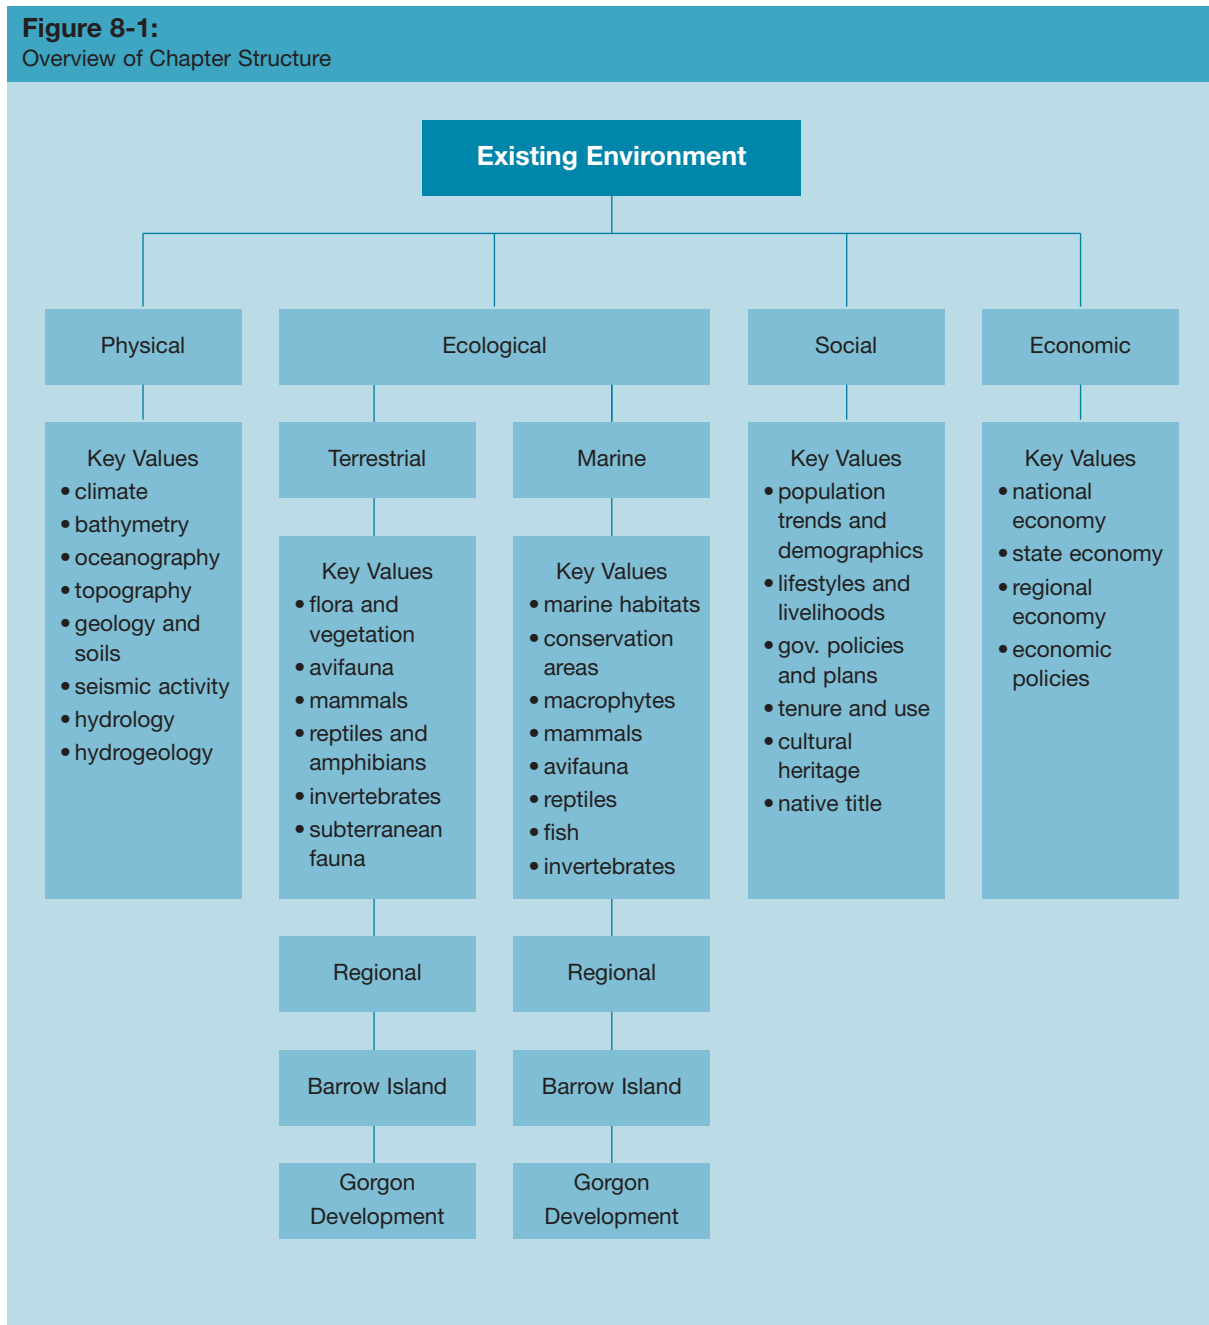 Figure 8-1:
Overview of Chapter Structure
Existing Environment
Physical
Ecological
Social
Economic
Key Values
• climate
• bathymetry
• oceanography
• topography
• geology and
soils
• seismic activity
• hydrology
• hydrogeology
Terrestrial
Key Values
• flora and
vegetation
• avifauna
• mammals
• reptiles and
amphibians
• invertebrates
• subterranean
fauna
Regional
Barrow Island
Gorgon
Development
Marine
Key Values
• marine habitats
• conservation
areas
• macrophytes
• mammals
• avifauna
• reptiles
• fish
• invertebrates
Regional
Barrow Island
Gorgon
Development
Key Values
• population
trends and
demographics
• lifestyles and
livelihoods
• gov. policies
and plans
• tenure and use
• cultural
heritage
• native title
Key Values
• national
economy
• state economy
• regional
economy
• economic
policies